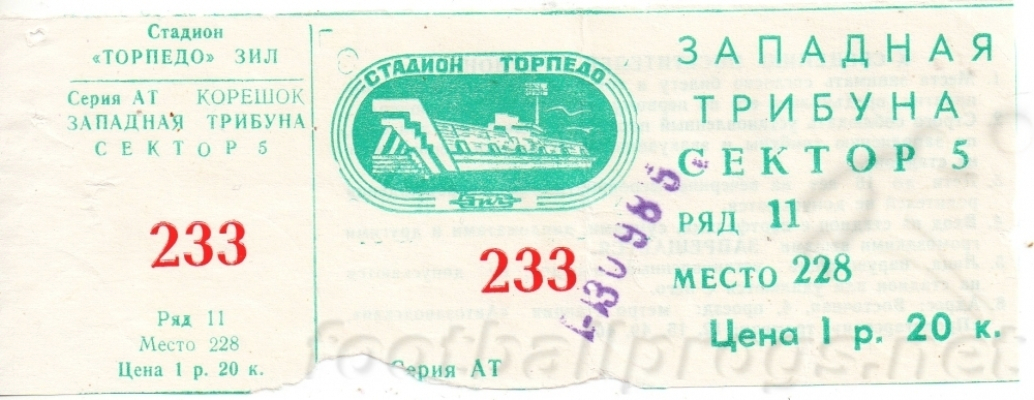 Стадион
«ТОРПЕДО» ЗИЛ
Серия АТ КОРЕШОК
ЗАПАДНАЯ ТРИБУНА
СЕКТОР 5
233
Ряд 11
Место 228
Цена 1 р. 20 к.
СТАДИОН ТОРПЕДО
ЗИЛ
233
Серия АТ
ЗАПАДНАЯ
ТРИБУНА
СЕКТОР 5
РЯД 11
МЕСТО 228
Цена 1 р. 20 к.
footballprogs.net